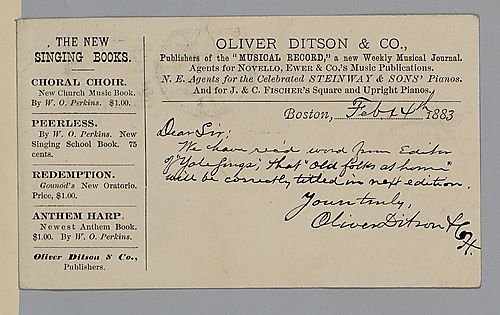 THE NEW
SINGING BOOKS.
CHORAL CHOIR.
New Church Music Book.
By W. O. Perkins. $1.00.
PEERLESS.
By W. O. Perkins. New
Singing School Book. 75
cents.
REDEMPTION.
Gounod's New Oratorio.
Price, $1.00.
ANTHEM HARP.
Newest Anthem Book.
$1.00. By W. O. Perkins.
Oliver Ditson & Co.,
Publishers.
OLIVER DITSON & CO.,
Publishers of the "MUSICAL RECORD," a new Weekly Musical Journal.
Agents for NOVELLO, EWER & CO.'s Music Publications.
N. E. Agents for the Celebrated STEINWAY & SONS' Pianos.
And for J. & C. FISCHER'S Square and Upright Pianos.
Boston, Feb 14th 1883
Dear Sir;
We have rec'd word from Editor
of "Yale Songs", that "Old folks at home"
will be correctly titled in next edition.
Yours truly,
Oliver Ditson & Co
H.